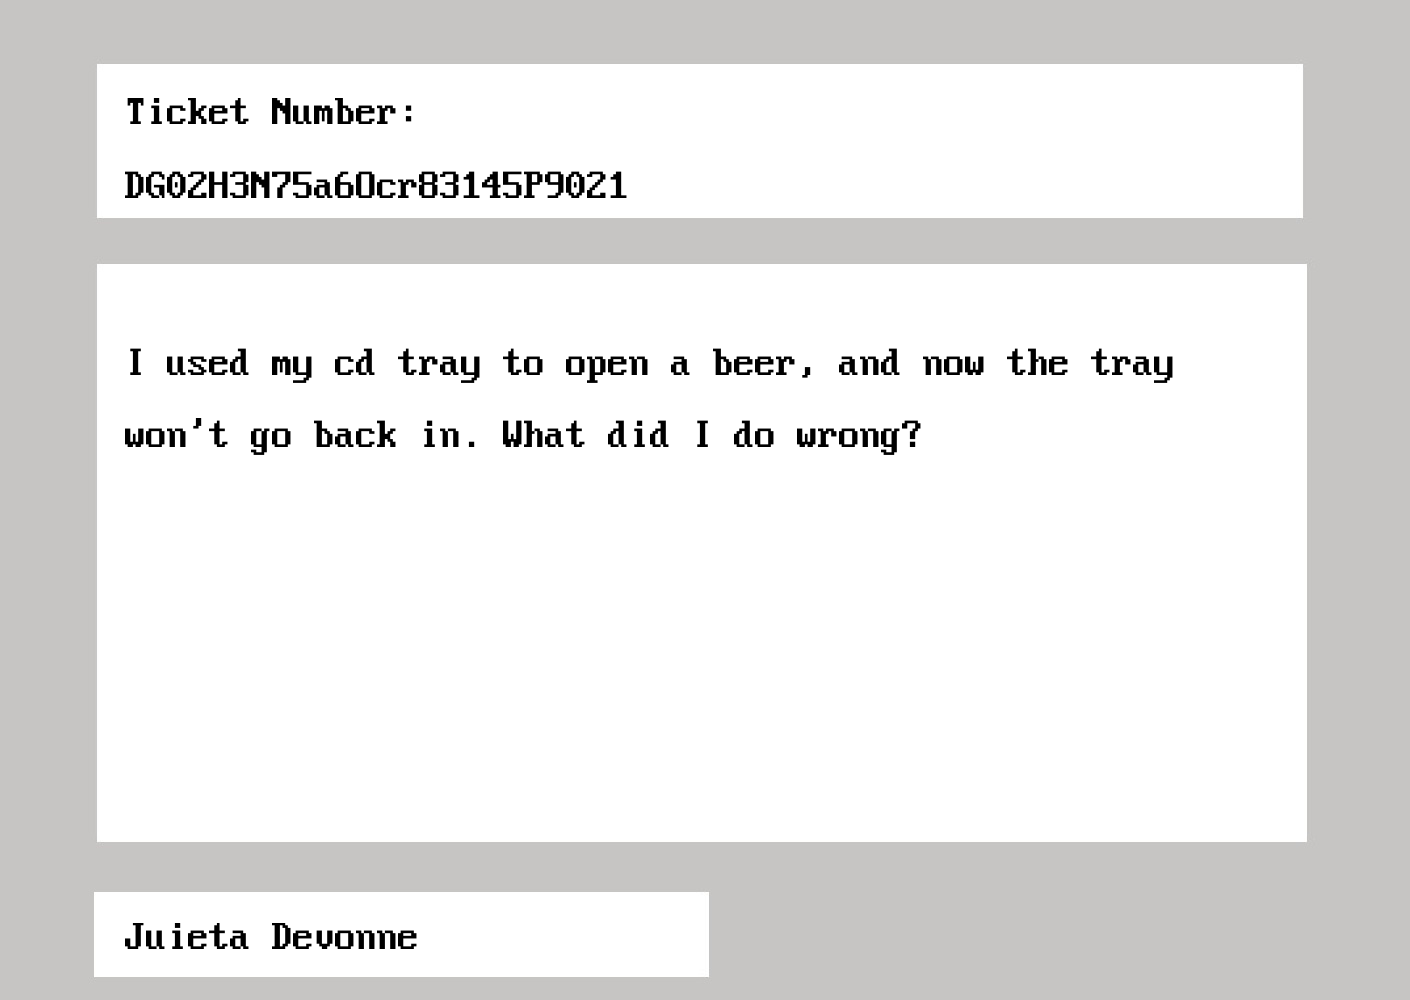 Ticket Number:
DG02H3N75a6Ocr83145P9021
I used my cd tray to open a beer, and now the tray
won't go back in. What did I do wrong?
Juieta Devonne